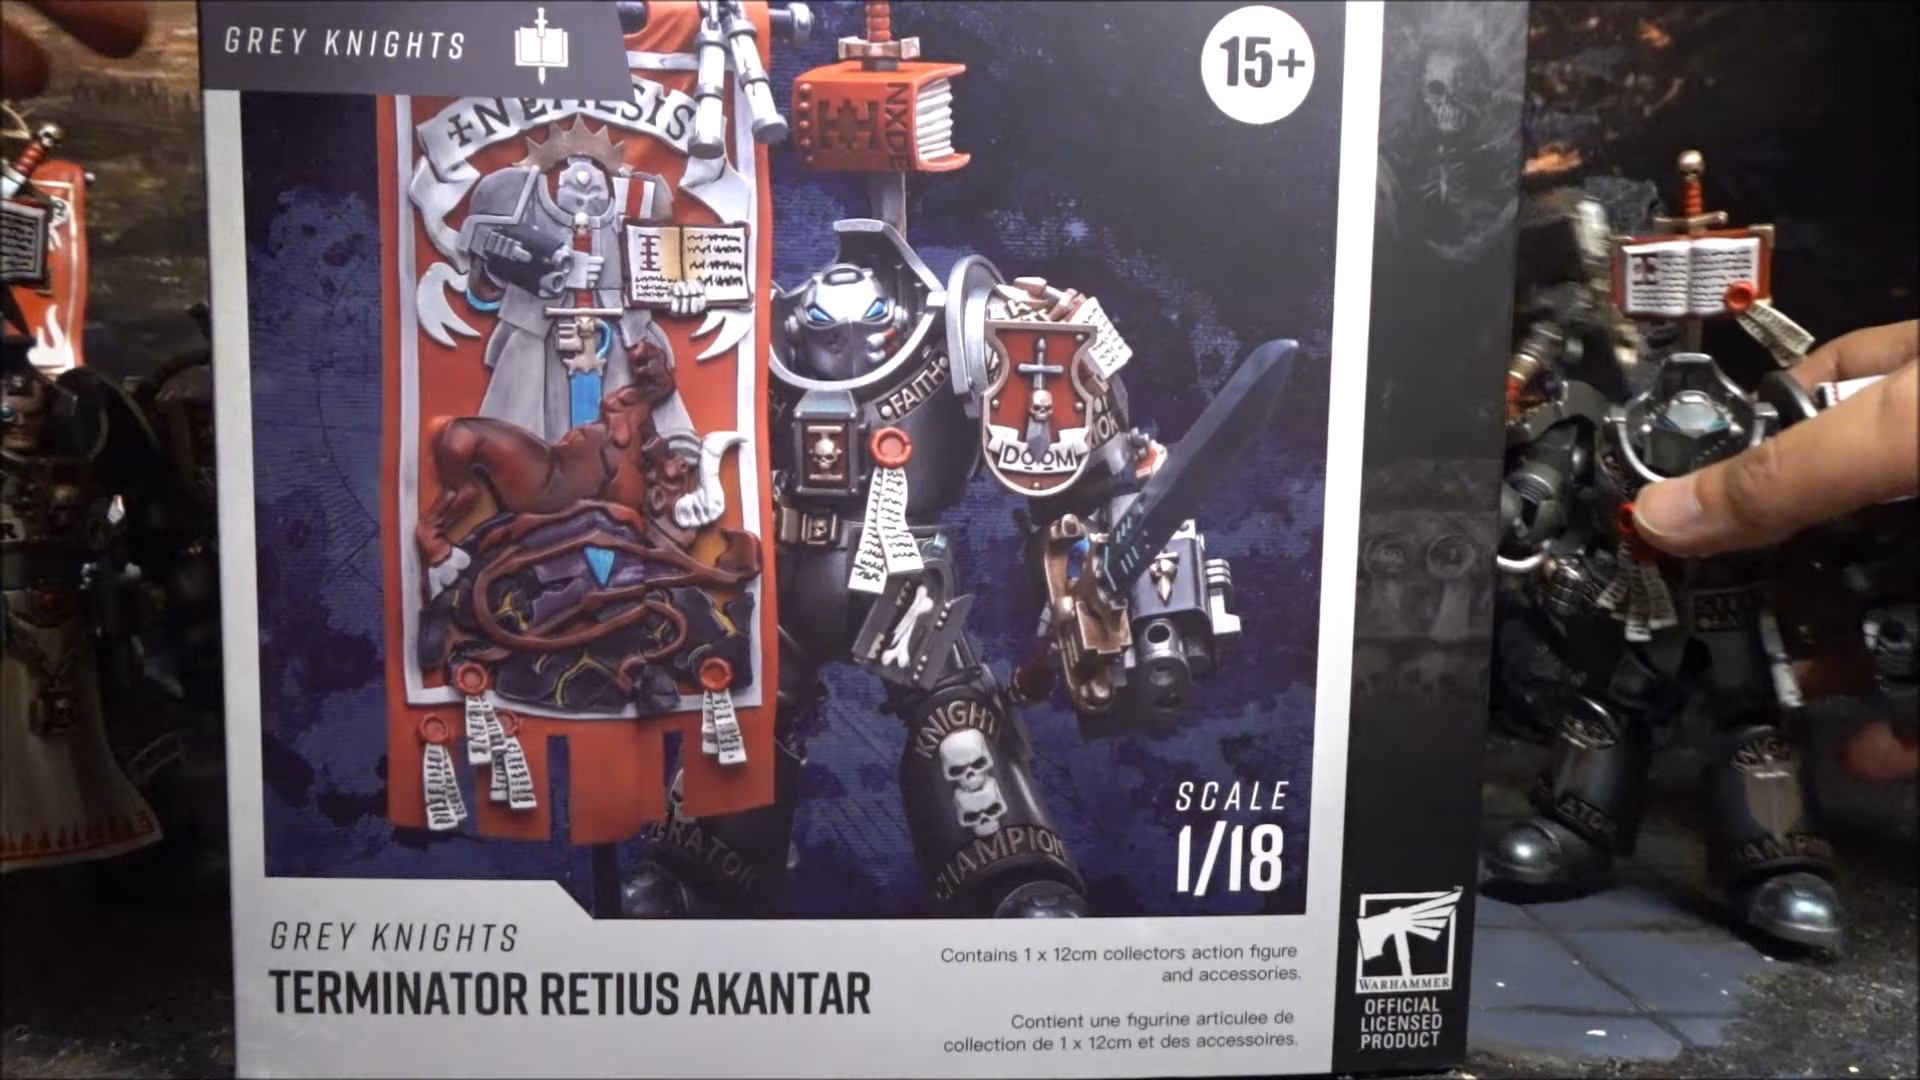 GREY KNIGHTS
15+
NEMESIS
FAITH
DOOM
KNIGHT
CHAMPION
SCALE
1/18
GREY KNIGHTS
TERMINATOR RETIUS AKANTAR
Contains 1 x 12cm collectors action figure
and accessories.
Contient une figurine articulee de
collection de 1 x 12cm et des accessoires.
WARHAMMER
OFFICIAL
LICENSED
PRODUCT